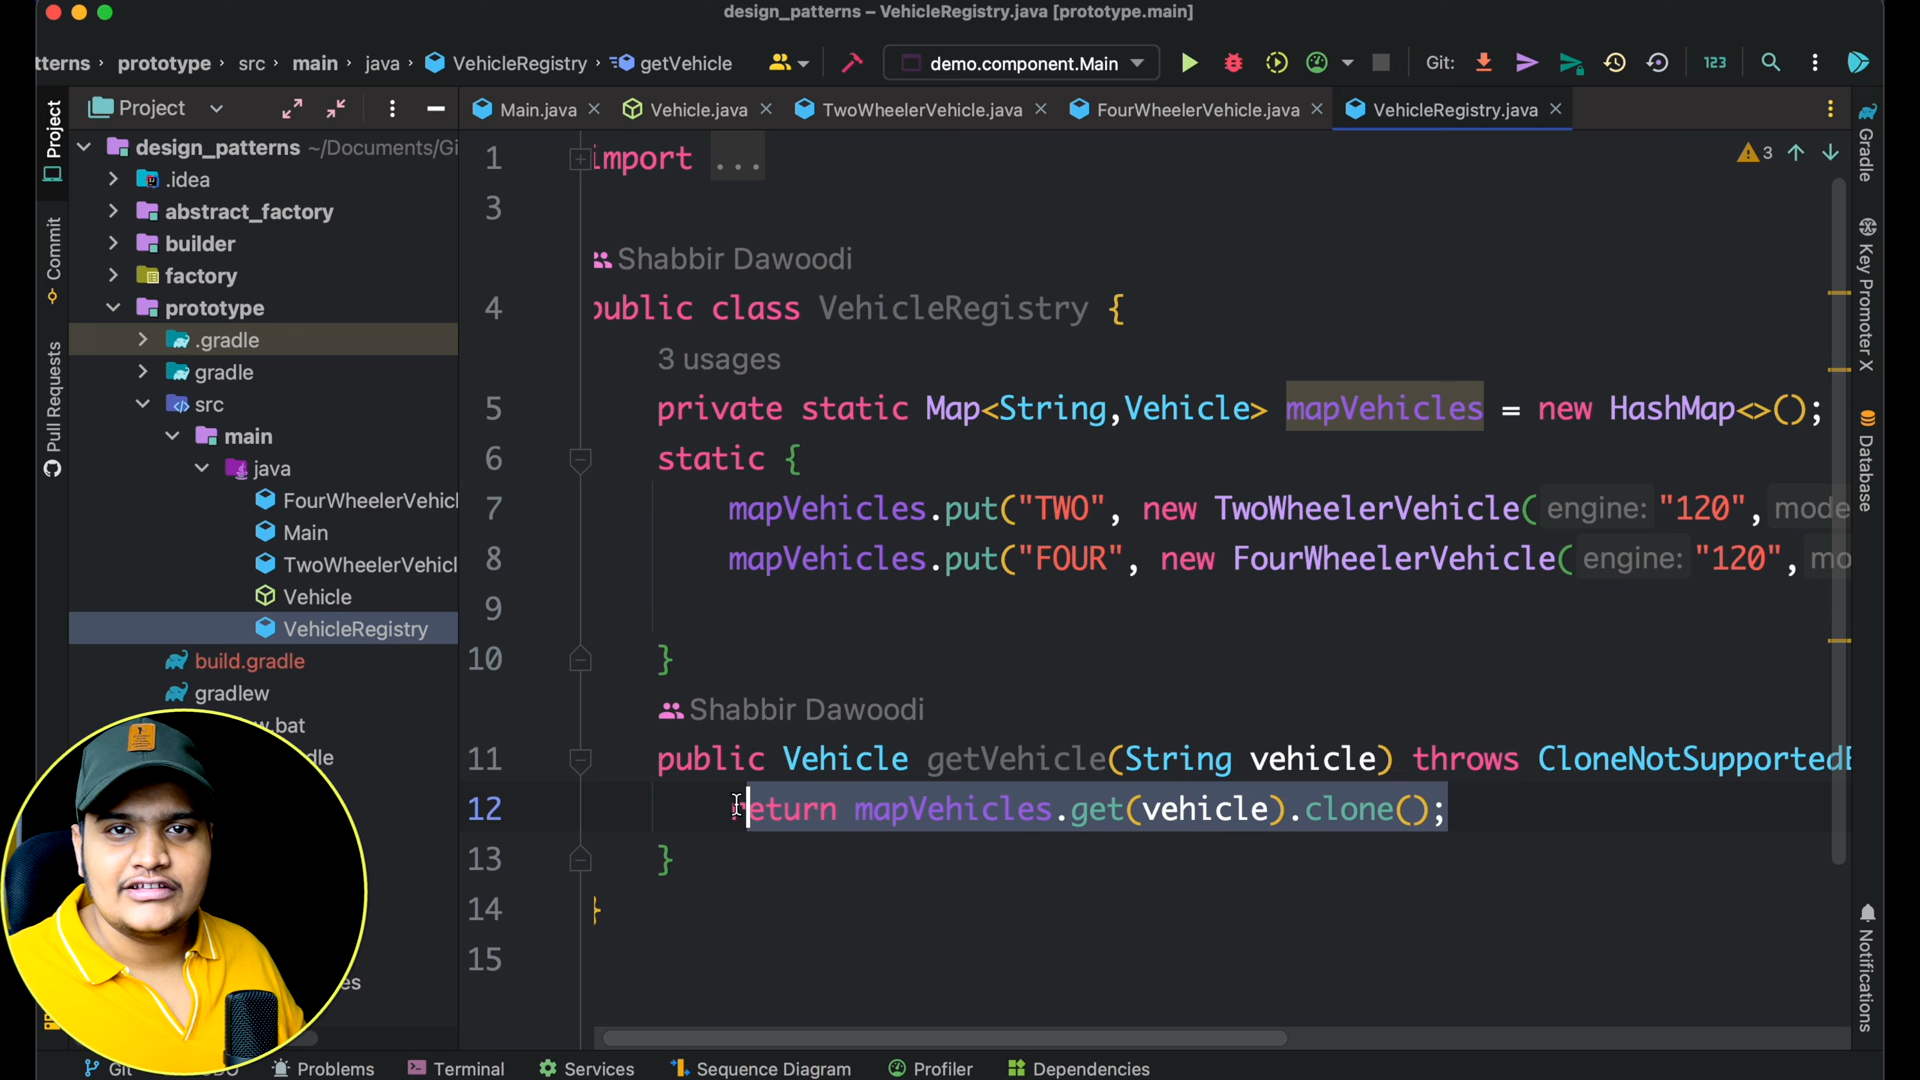 design_patterns – VehicleRegistry.java [prototype.main]
tterns › prototype › src › main › java › VehicleRegistry › getVehicle
demo.component.Main
Git:
123
Project
Main.java
Vehicle.java
TwoWheelerVehicle.java
FourWheelerVehicle.java
VehicleRegistry.java
Project
Commit
Pull Requests
design_patterns ~/Documents/Gi
.idea
abstract_factory
builder
factory
prototype
.gradle
gradle
src
main
java
FourWheelerVehicl
Main
TwoWheelerVehicl
Vehicle
VehicleRegistry
build.gradle
gradlew
w.bat
dle
es
3
1 import ...
3
Shabbir Dawoodi
4 public class VehicleRegistry {
3 usages
5 private static Map<String,Vehicle> mapVehicles = new HashMap<>();
6 static {
7 mapVehicles.put("TWO", new TwoWheelerVehicle( engine: "120", mode
8 mapVehicles.put("FOUR", new FourWheelerVehicle( engine: "120", mo
9
10 }
Shabbir Dawoodi
11 public Vehicle getVehicle(String vehicle) throws CloneNotSupportedE
12 return mapVehicles.get(vehicle).clone();
13 }
14 }
15
Gradle
Key Promoter X
Database
Notifications
Git
Problems
Terminal
Services
Sequence Diagram
Profiler
Dependencies